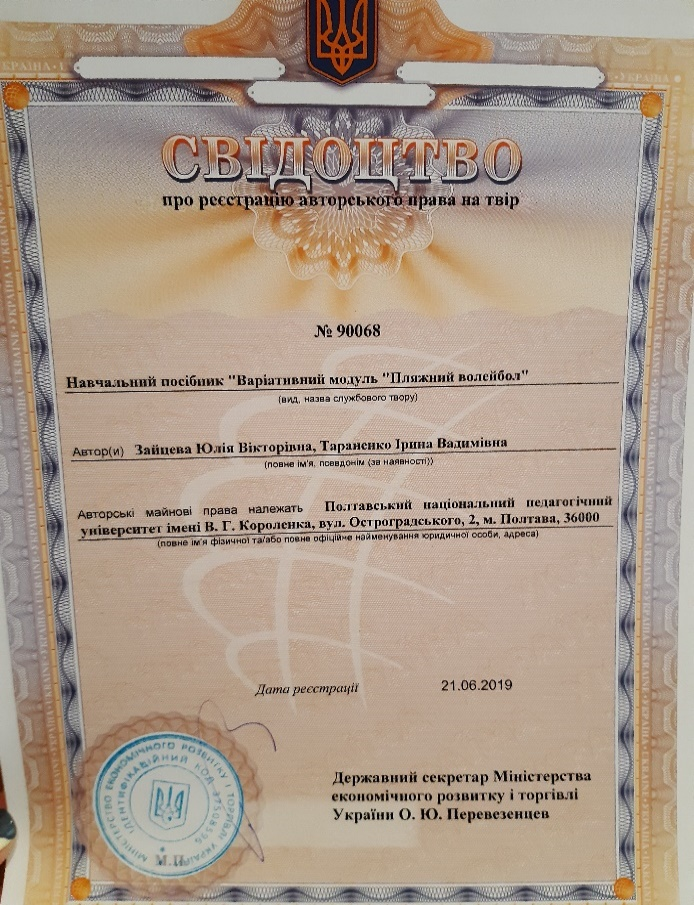 СВІДОЦТВО
про реєстрацію авторського права на твір
№ 90068
Навчальний посібник "Варіативний модуль "Пляжний волейбол"
(вид, назва службового твору)
Автор(и) Зайцева Юлія Вікторівна, Тараненко Ірина Вадимівна
(повне ім'я, псевдонім (за наявності))
Авторські майнові права належать Полтавський національний педагогічний
університет імені В. Г. Короленка, вул. Остроградського, 2, м. Полтава, 36000
(повне ім'я фізичної та/або повне офіційне найменування юридичної особи, адреса)
Дата реєстрації 21.06.2019
Державний секретар Міністерства
економічного розвитку і торгівлі
України О. Ю. Перевезенцев
МІНІСТЕРСТВО ЕКОНОМІЧНОГО РОЗВИТКУ І ТОРГІВЛІ УКРАЇНИ
ІДЕНТИФІКАЦІЙНИЙ КОД
М.П.